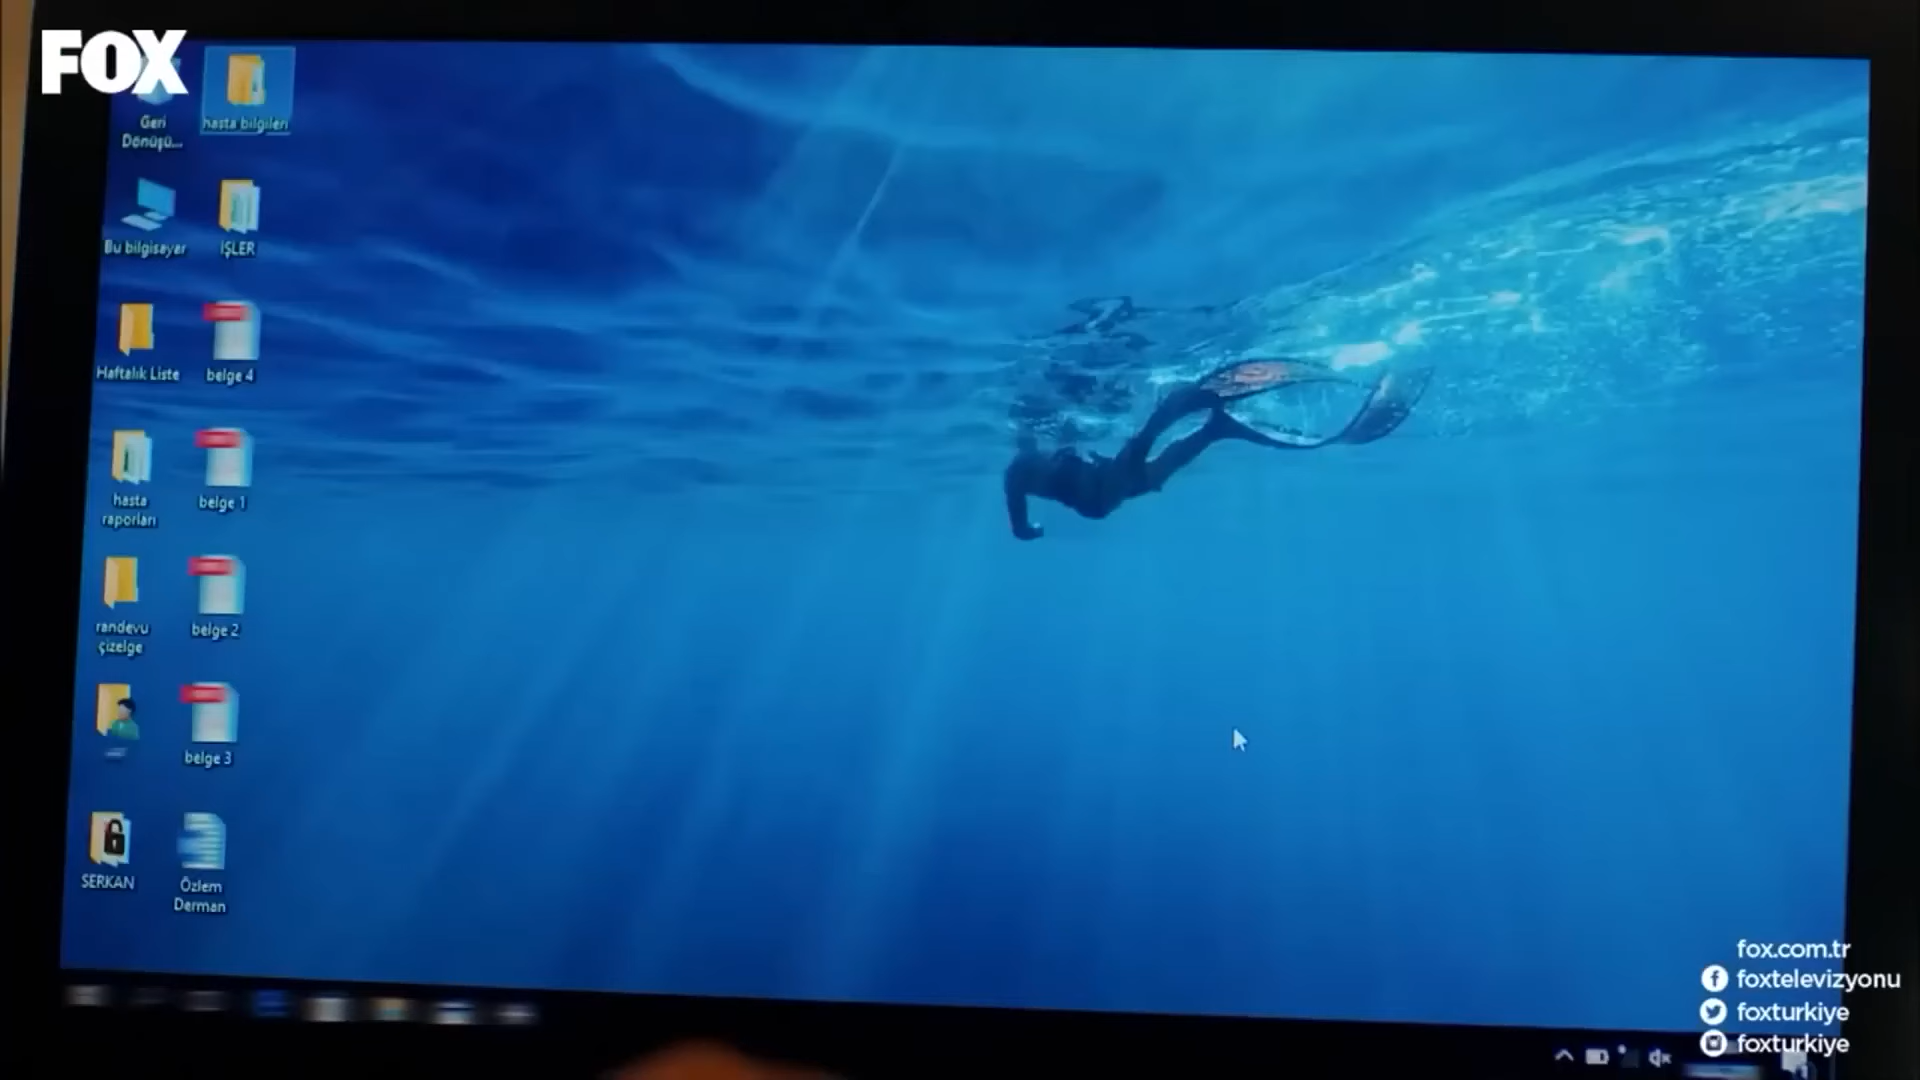 FOX
Geri
Dönüşü...
hasta bilgileri
Bu bilgisayar
İŞLER
Haftalık Liste
belge 4
hasta
raporları
belge 1
randevu
çizelge
belge 2
belge 3
SERKAN
Özlem
Derman
fox.com.tr
foxtelevizyonu
foxturkiye
foxturkiye